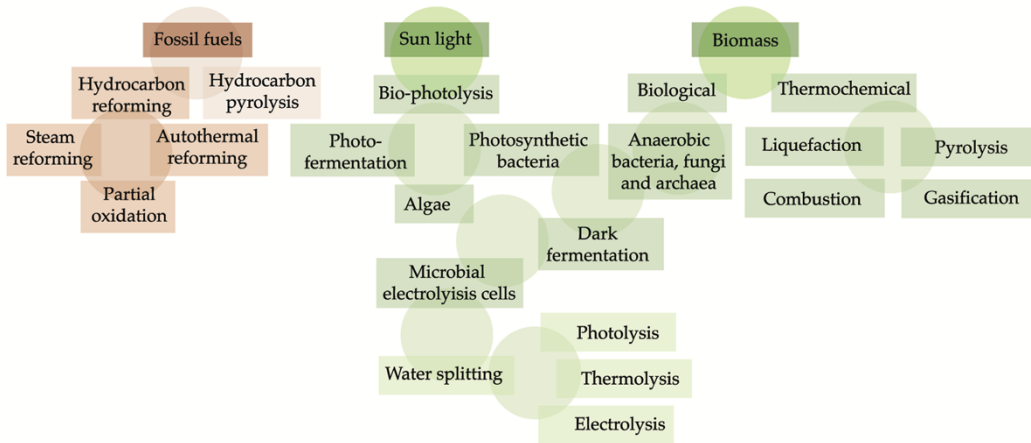 Fossil fuels
Hydrocarbon
reforming
Hydrocarbon
pyrolysis
Steam
reforming
Autothermal
reforming
Partial
oxidation
Sun light
Bio-photolysis
Photo-
fermentation
Photosynthetic
bacteria
Algae
Biomass
Biological
Thermochemical
Anaerobic
bacteria, fungi
and archaea
Liquefaction
Pyrolysis
Combustion
Gasification
Dark
fermentation
Microbial
electrolyisis cells
Water splitting
Photolysis
Thermolysis
Electrolysis